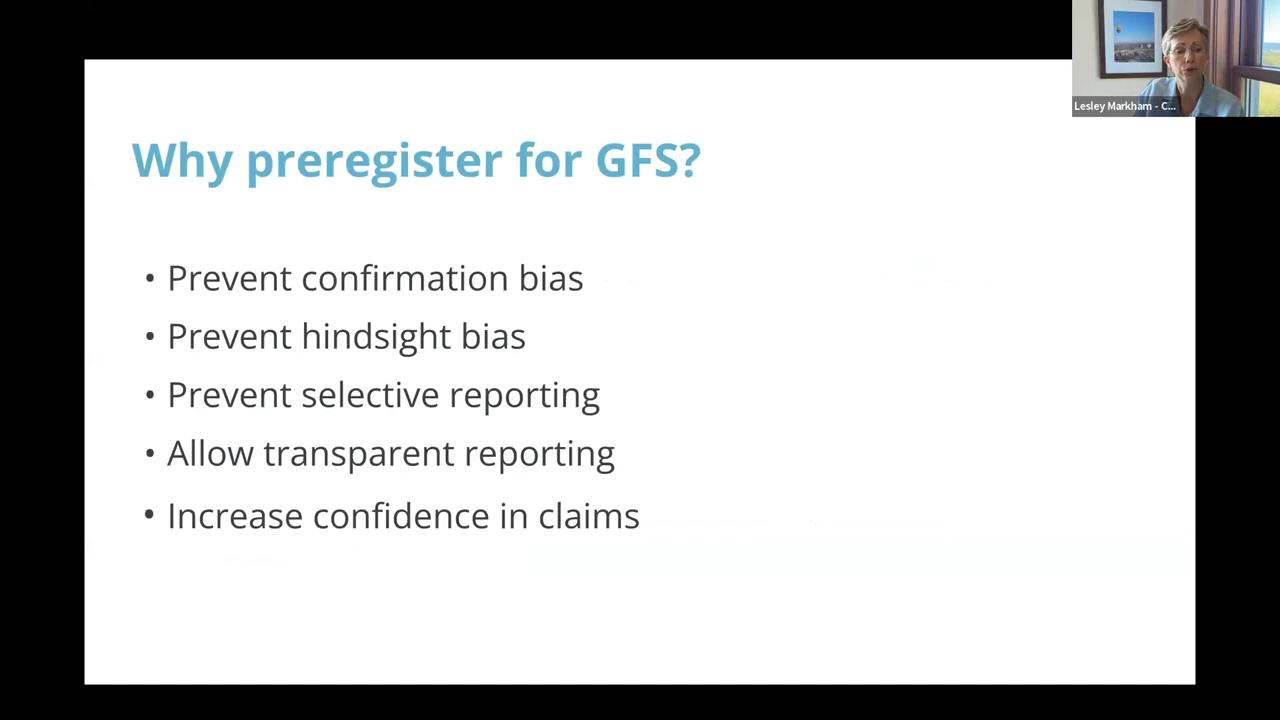 Lesley Markham - C...
Why preregister for GFS?
• Prevent confirmation bias
• Prevent hindsight bias
• Prevent selective reporting
• Allow transparent reporting
• Increase confidence in claims